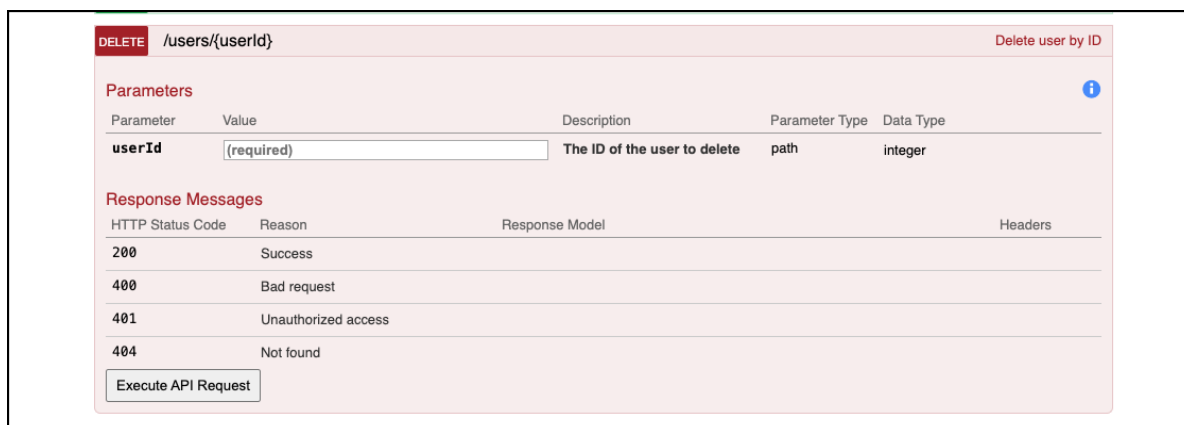 DELETE /users/{userId} Delete user by ID
Parameters
Parameter Value Description Parameter Type Data Type
userId (required) The ID of the user to delete path integer
Response Messages
HTTP Status Code Reason Response Model Headers
200 Success
400 Bad request
401 Unauthorized access
404 Not found
Execute API Request